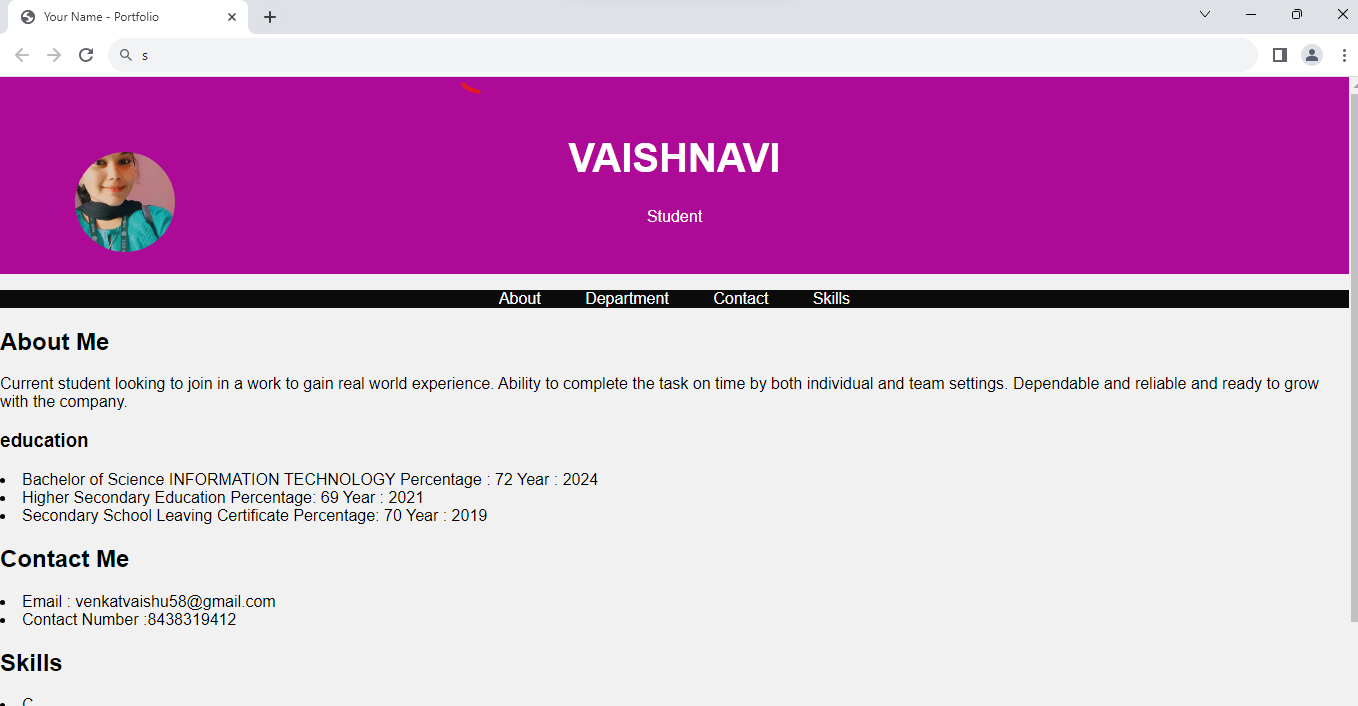 Your Name - Portfolio
s
VAISHNAVI
Student
About Department Contact Skills
About Me
Current student looking to join in a work to gain real world experience. Ability to complete the task on time by both individual and team settings. Dependable and reliable and ready to grow
with the company.
education
Bachelor of Science INFORMATION TECHNOLOGY Percentage : 72 Year : 2024
Higher Secondary Education Percentage: 69 Year : 2021
Secondary School Leaving Certificate Percentage: 70 Year : 2019
Contact Me
Email : venkatvaishu58@gmail.com
Contact Number :8438319412
Skills